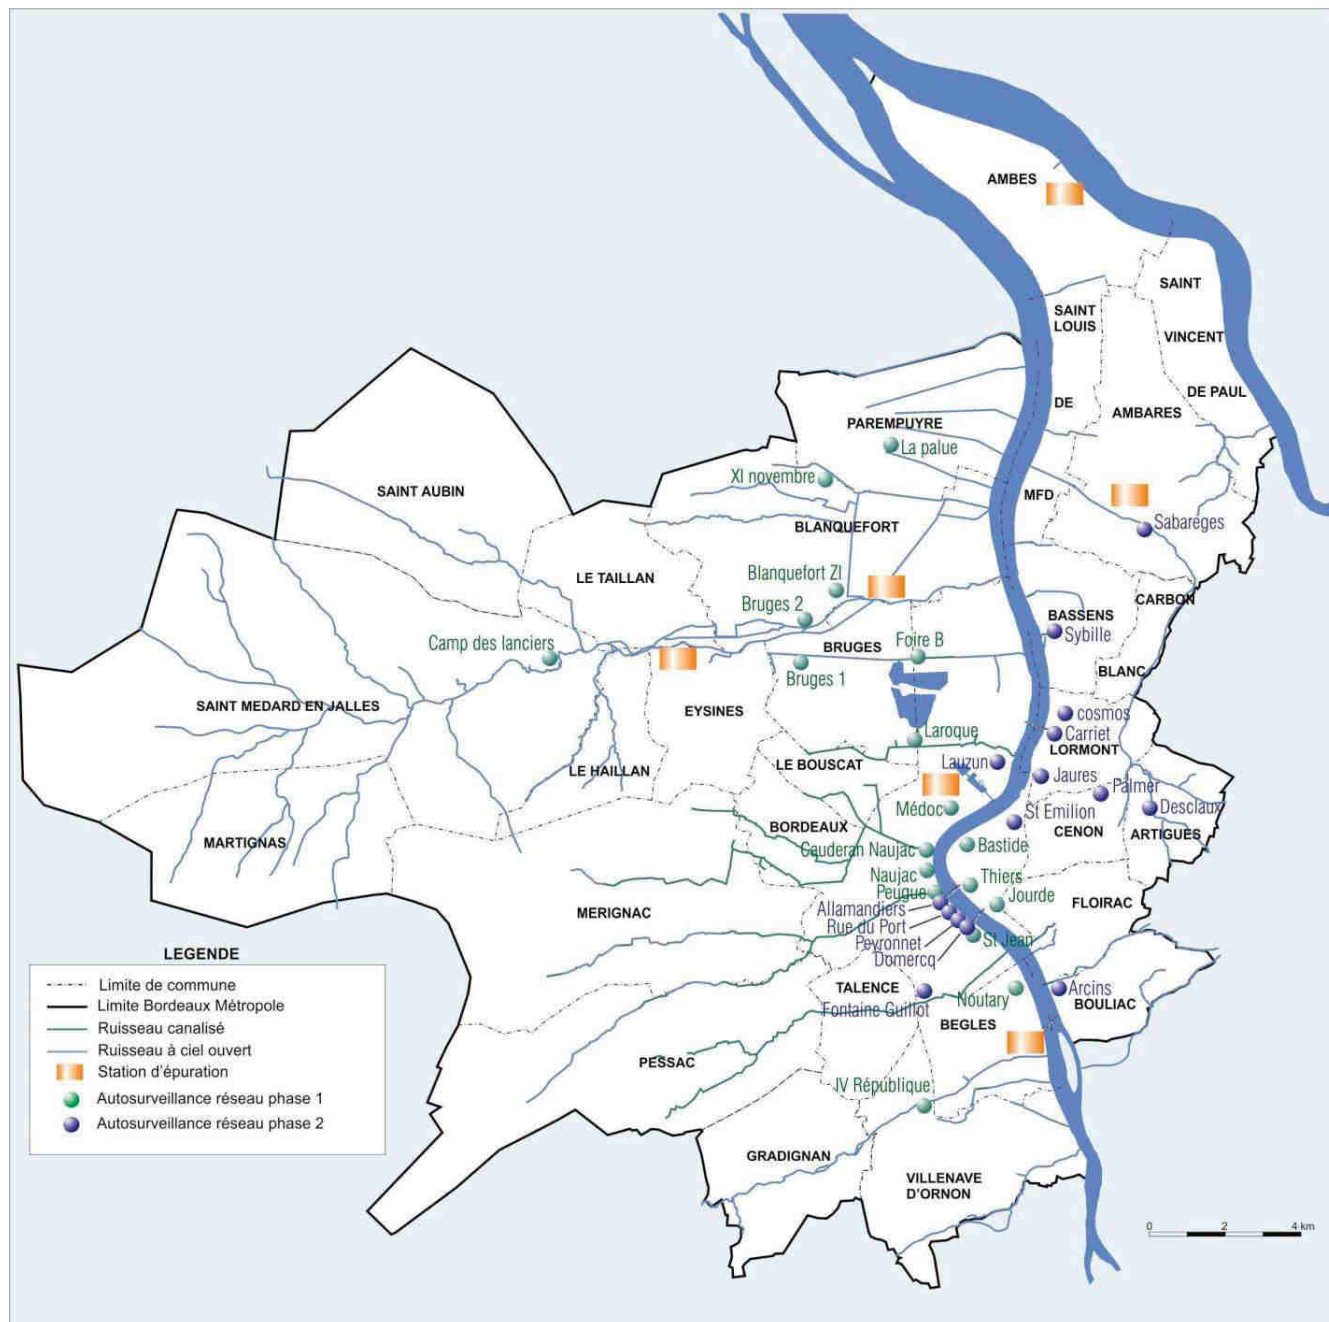 AMBES
SAINT
SAINT
LOUIS
VINCENT
DE
DE PAUL
AMBARES
PAREMPUYRE
La palue
XI novembre
SAINT AUBIN
MFD
BLANQUEFORT
Sabarèges
LE TAILLAN
Blanquefort ZI
CARBON
Bruges 2
BASSENS
Sybille
Camp des lanciers
BRUGES
Foire B
Bruges 1
BLANC
SAINT MEDARD EN JALLES
EYSINES
cosmos
Laroque
Carriet
LORMONT
LE HAILLAN
LE BOUSCAT
Lauzun
Jaures
Palmer
Médoc
St Emilion
Desclaux
BORDEAUX
CENON
ARTIGUES
MARTIGNAS
Cauderan Naujac
Bastide
Naujac
Thiers
Peugue
Jourde
MERIGNAC
Allamandiers
FLOIRAC
Rue du Port
Peyronnet
St Jean
Domercq
TALENCE
Noutary
Arcins
Fontaine Guillot
BOULIAC
BEGLES
PESSAC
IV République
GRADIGNAN
VILLENAVE
D'ORNON
LEGENDE
Limite de commune
Limite Bordeaux Métropole
Ruisseau canalisé
Ruisseau à ciel ouvert
Station d'épuration
Autosurveillance réseau phase 1
Autosurveillance réseau phase 2
0 2 4 km